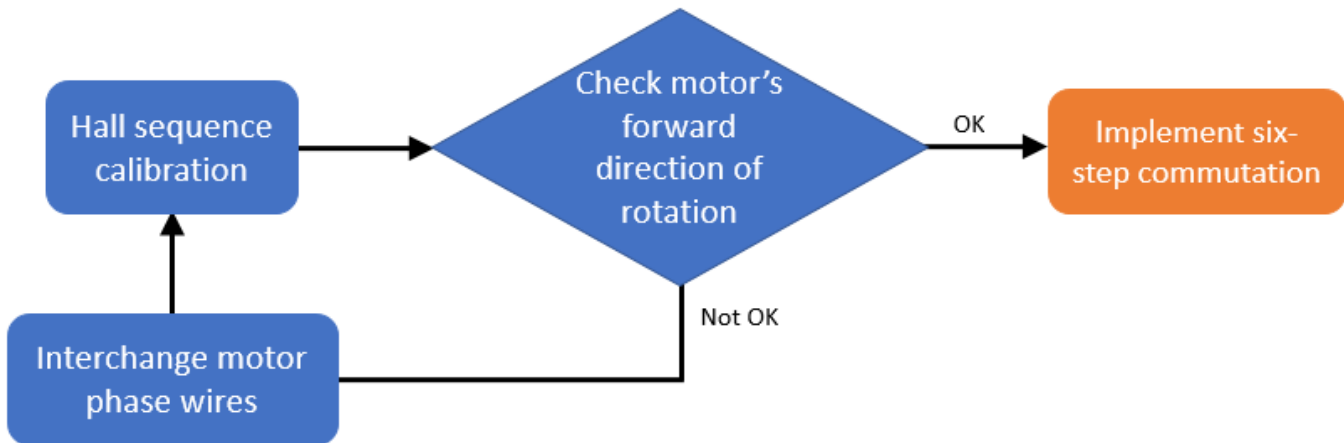 Hall sequence
calibration
Check motor's
forward
direction of
rotation
OK
Implement six-
step commutation
Not OK
Interchange motor
phase wires